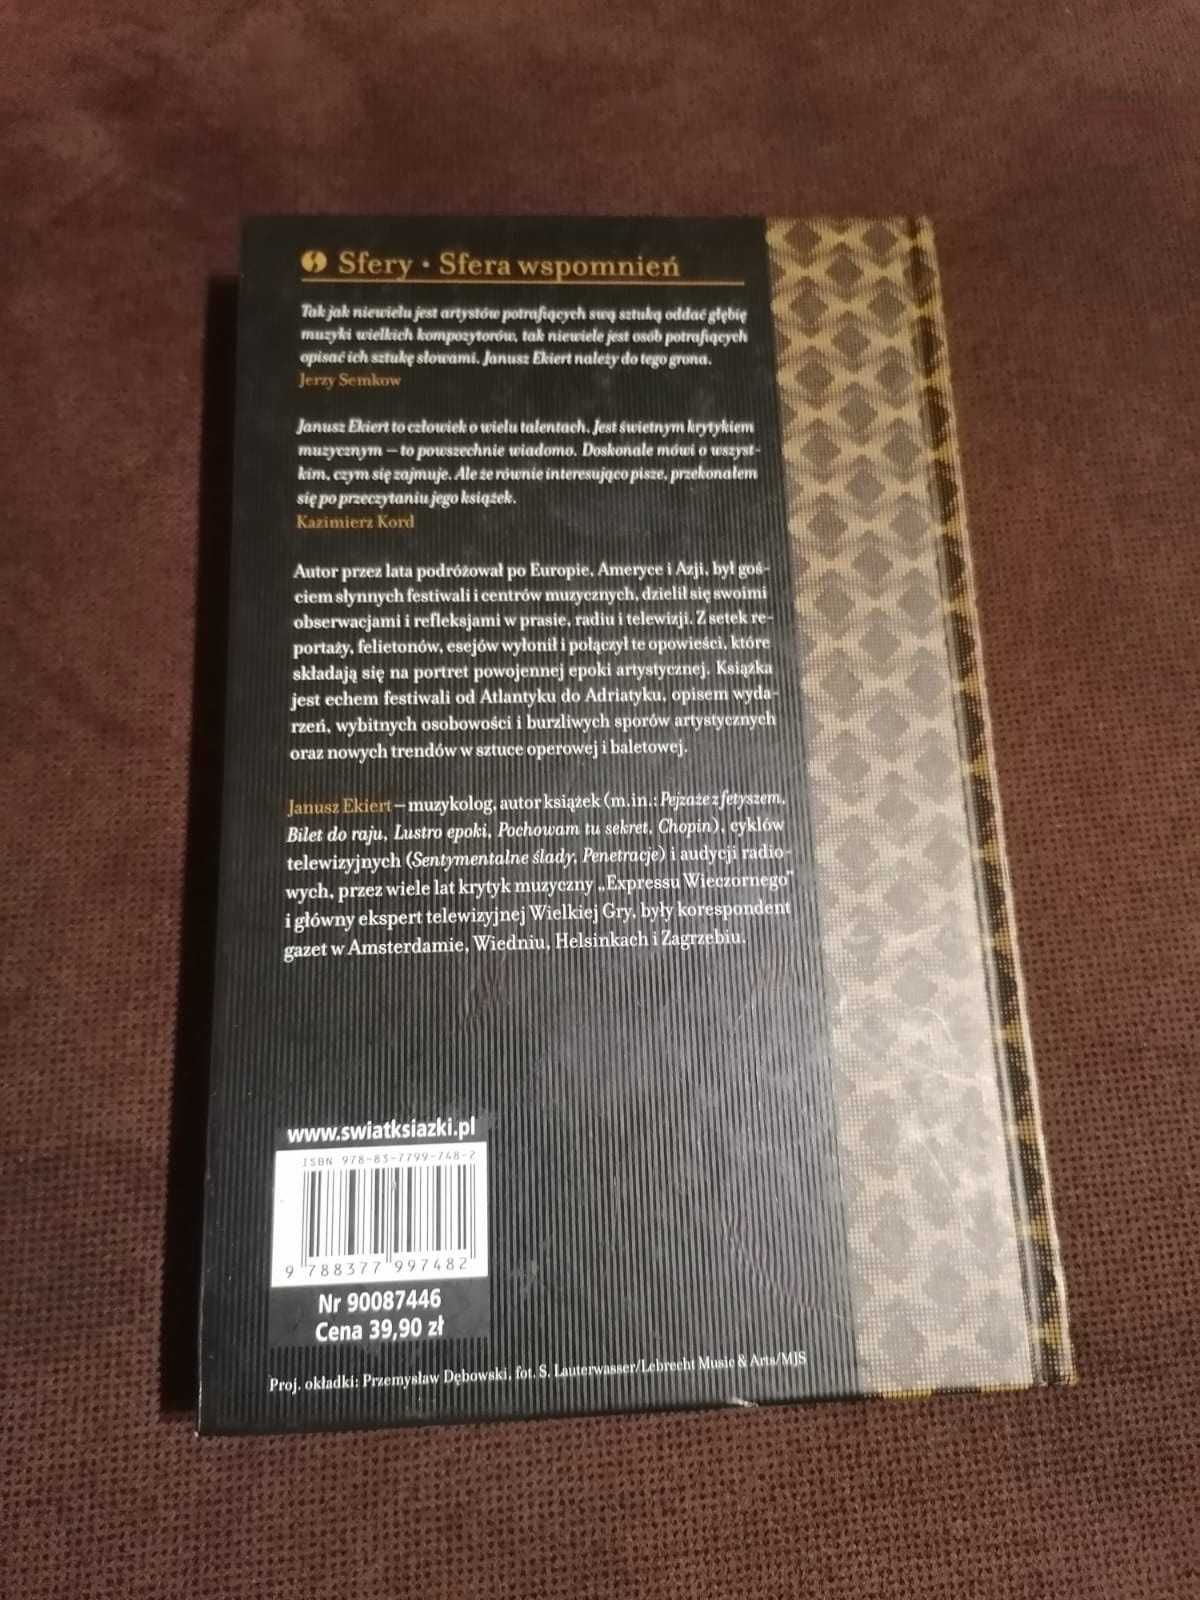 Sfery • Sfera wspomnień
Tak jak niewielu jest artystów potrafiących swą sztuką oddać głębię
muzyki wielkich kompozytorów, tak niewiele jest osób potrafiących
opisać ich sztukę słowami. Janusz Ekiert należy do tego grona.
Jerzy Semkow
Janusz Ekiert to człowiek o wielu talentach. Jest świetnym krytykiem
muzycznym – to powszechnie wiadomo. Doskonale mówi o wszyst-
kim, czym się zajmuje. Ale że równie interesująco pisze, przekonałem
się po przeczytaniu jego książek.
Kazimierz Kord
Autor przez lata podróżował po Europie, Ameryce i Azji, był goś-
ciem słynnych festiwali i centrów muzycznych, dzielił się swoimi
obserwacjami i refleksjami w prasie, radiu i telewizji. Z setek re-
portaży, felietonów, esejów wyłonił i połączył te opowieści, które
składają się na portret powojennej epoki artystycznej. Książka
jest echem festiwali od Atlantyku do Adriatyku, opisem wyda-
rzeń, wybitnych osobowości i burzliwych sporów artystycznych
oraz nowych trendów w sztuce operowej i baletowej.
Janusz Ekiert – muzykolog, autor książek (m.in.: Pejzaże z fetyszem,
Bilet do raju, Lustro epoki, Pochowam tu sekret, Chopin), cyklów
telewizyjnych (Sentymentalne ślady, Penetracje) i audycji radio-
wych, przez wiele lat krytyk muzyczny „Expressu Wieczornego”
i główny ekspert telewizyjnej Wielkiej Gry, były korespondent
gazet w Amsterdamie, Wiedniu, Helsinkach i Zagrzebiu.
www.swiatksiazki.pl
ISBN 978-83-7799-748-2
9 788377 997482
Nr 90087446
Cena 39,90 zł
Proj. okładki: Przemysław Dębowski, fot. S. Lauterwasser/Lebrecht Music & Arts/MJS